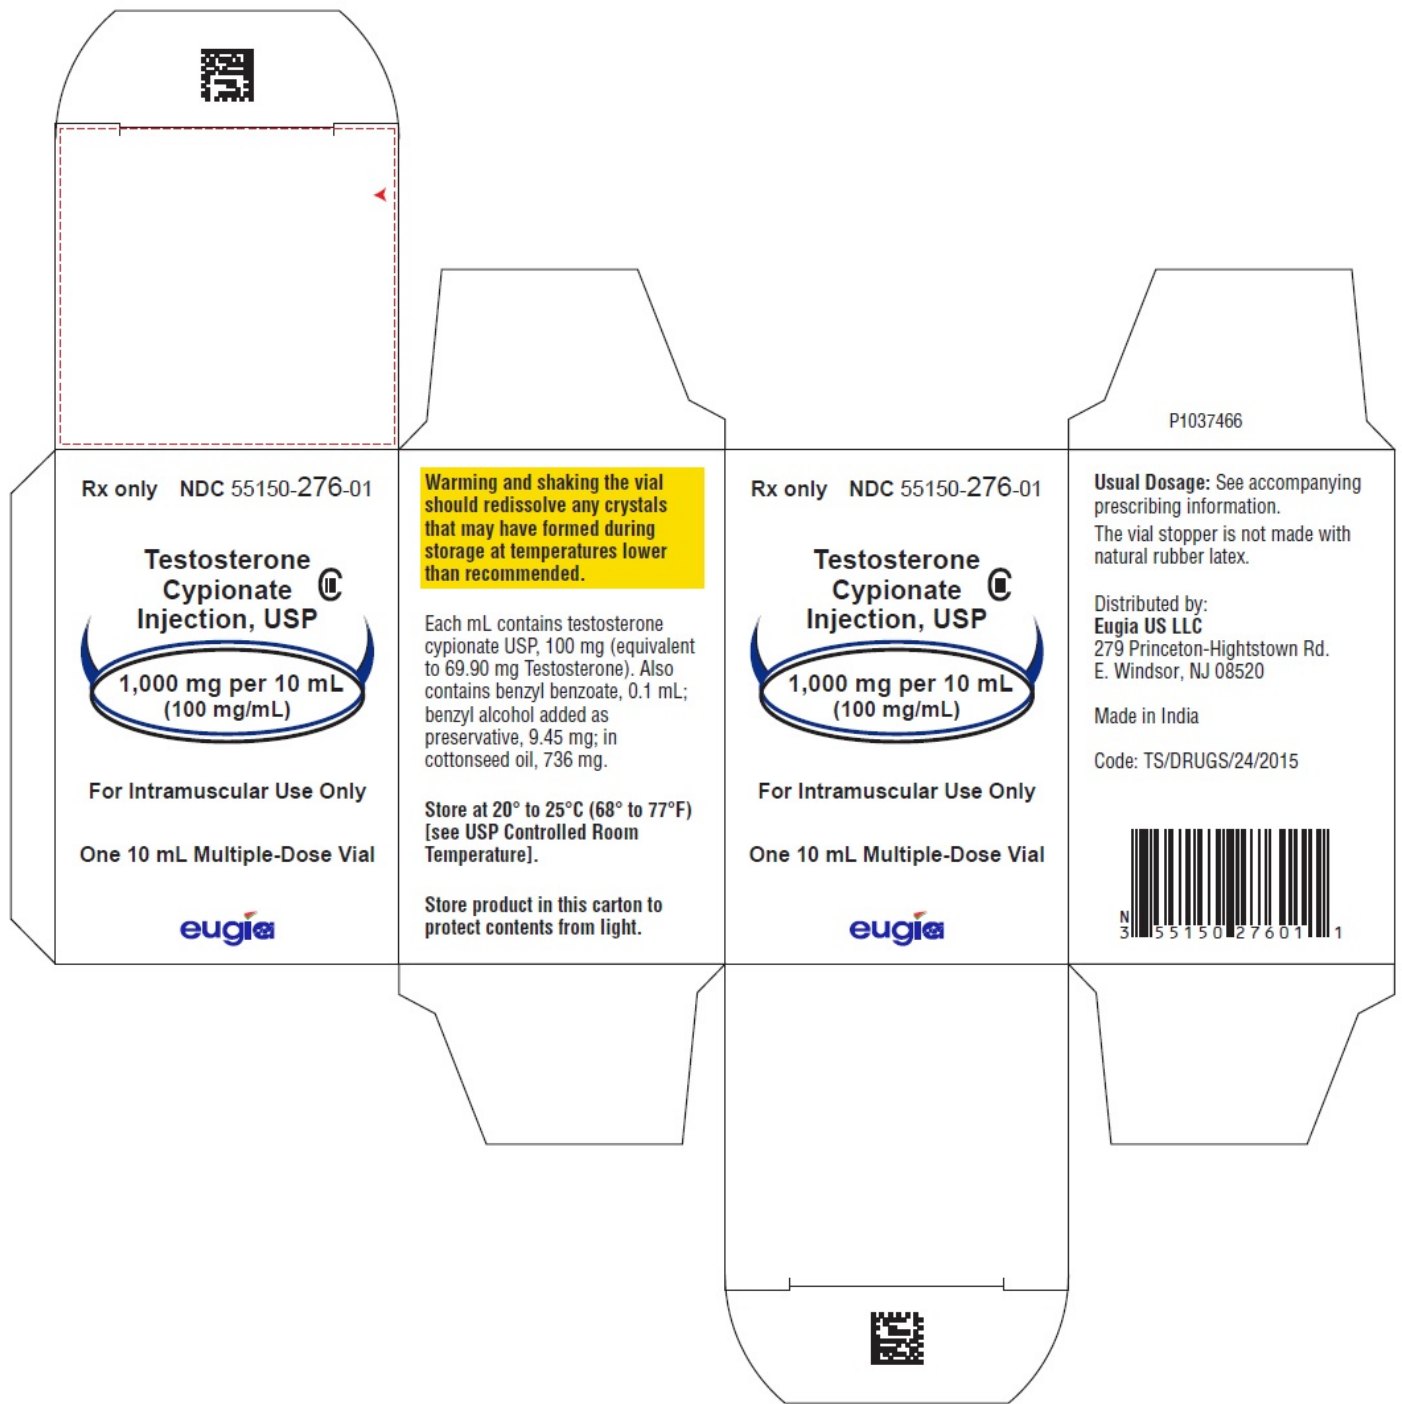 Rx only NDC 55150-276-01
Testosterone
Cypionate CIII
Injection, USP
1,000 mg per 10 mL
(100 mg/mL)
For Intramuscular Use Only
One 10 mL Multiple-Dose Vial
eugia
Warming and shaking the vial
should redissolve any crystals
that may have formed during
storage at temperatures lower
than recommended.
Each mL contains testosterone
cypionate USP, 100 mg (equivalent
to 69.90 mg Testosterone). Also
contains benzyl benzoate, 0.1 mL;
benzyl alcohol added as
preservative, 9.45 mg; in
cottonseed oil, 736 mg.
Store at 20° to 25°C (68° to 77°F)
[see USP Controlled Room
Temperature].
Store product in this carton to
protect contents from light.
Rx only NDC 55150-276-01
Testosterone
Cypionate CIII
Injection, USP
1,000 mg per 10 mL
(100 mg/mL)
For Intramuscular Use Only
One 10 mL Multiple-Dose Vial
eugia
P1037466
Usual Dosage: See accompanying
prescribing information.
The vial stopper is not made with
natural rubber latex.
Distributed by:
Eugia US LLC
279 Princeton-Hightstown Rd.
E. Windsor, NJ 08520
Made in India
Code: TS/DRUGS/24/2015
N
3 55150 27601 1